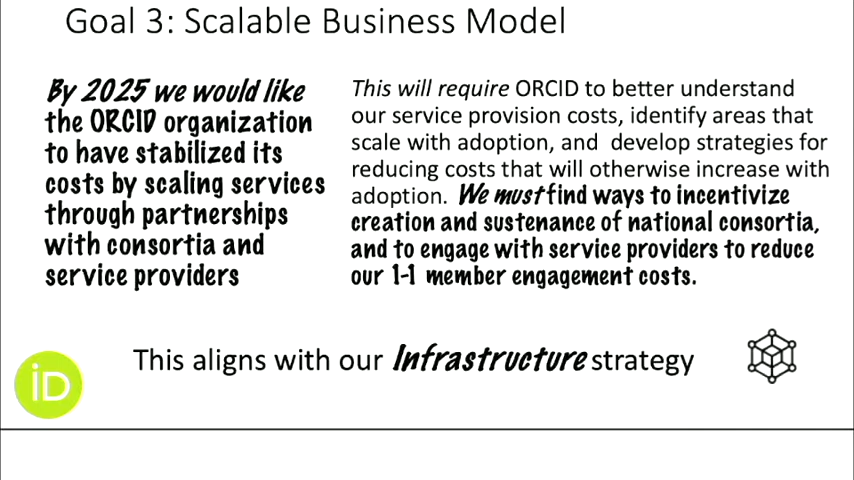 Goal 3: Scalable Business Model
By 2025 we would like
the ORCID organization
to have stabilized its
costs by scaling services
through partnerships
with consortia and
service providers
This will require ORCID to better understand
our service provision costs, identify areas that
scale with adoption, and develop strategies for
reducing costs that will otherwise increase with
adoption. We must find ways to incentivize
creation and sustenance of national consortia,
and to engage with service providers to reduce
our 1-1 member engagement costs.
This aligns with our Infrastructure strategy
iD